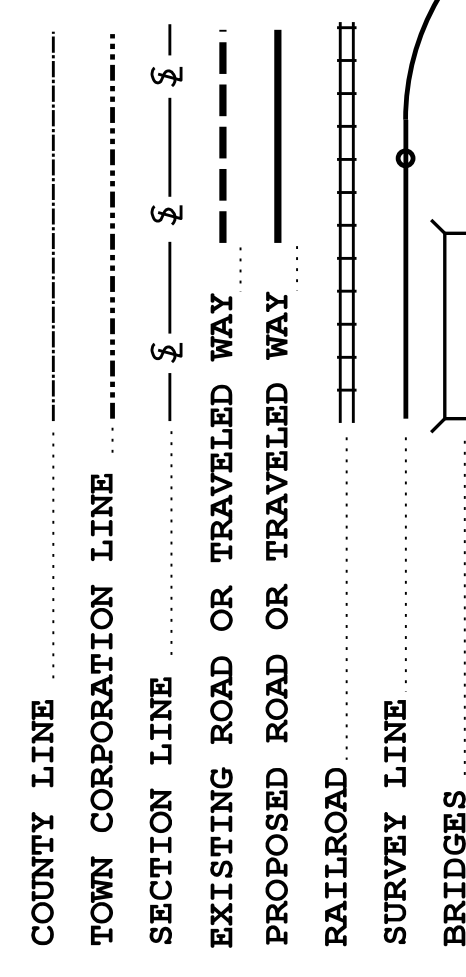 COUNTY LINE
TOWN CORPORATION LINE
SECTION LINE
EXISTING ROAD OR TRAVELED WAY
PROPOSED ROAD OR TRAVELED WAY
RAILROAD
SURVEY LINE
BRIDGES